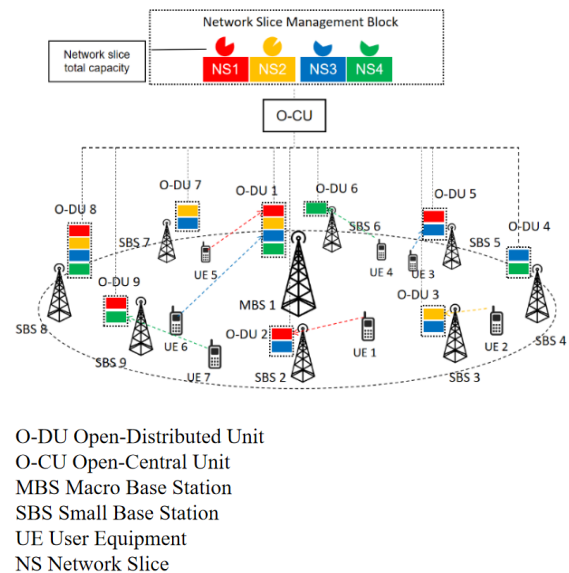 Network Slice Management Block
Network slice
total capacity
NS1 NS2 NS3 NS4
O-CU
O-DU 7
O-DU 1
O-DU 6
O-DU 5
O-DU 8
O-DU 4
SBS 7
SBS 6
SBS 5
UE 5
UE 4
UE 3
O-DU 9
MBS 1
O-DU 3
SBS 8
O-DU 2
UE 6
UE 1
UE 2
SBS 4
SBS 9
UE 7
SBS 2
SBS 3
O-DU Open-Distributed Unit
O-CU Open-Central Unit
MBS Macro Base Station
SBS Small Base Station
UE User Equipment
NS Network Slice